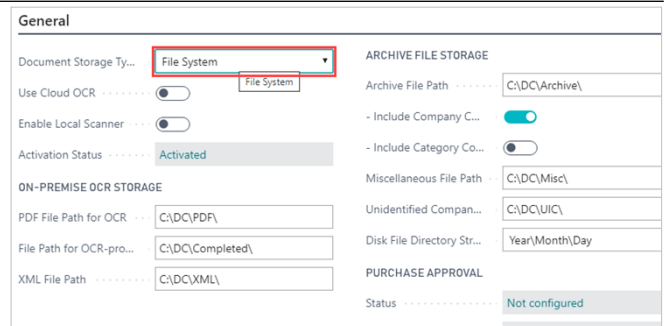 General
Document Storage Ty...
File System
File System
Use Cloud OCR
Enable Local Scanner
Activation Status
Activated
ON-PREMISE OCR STORAGE
PDF File Path for OCR
C:\DC\PDF\
File Path for OCR-pro...
C:\DC\Completed\
XML File Path
C:\DC\XML\
ARCHIVE FILE STORAGE
Archive File Path
C:\DC\Archive\
- Include Company C...
- Include Category Co...
Miscellaneous File Path
C:\DC\Misc\
Unidentified Compan...
C:\DC\UIC\
Disk File Directory Str...
Year\Month\Day
PURCHASE APPROVAL
Status
Not configured